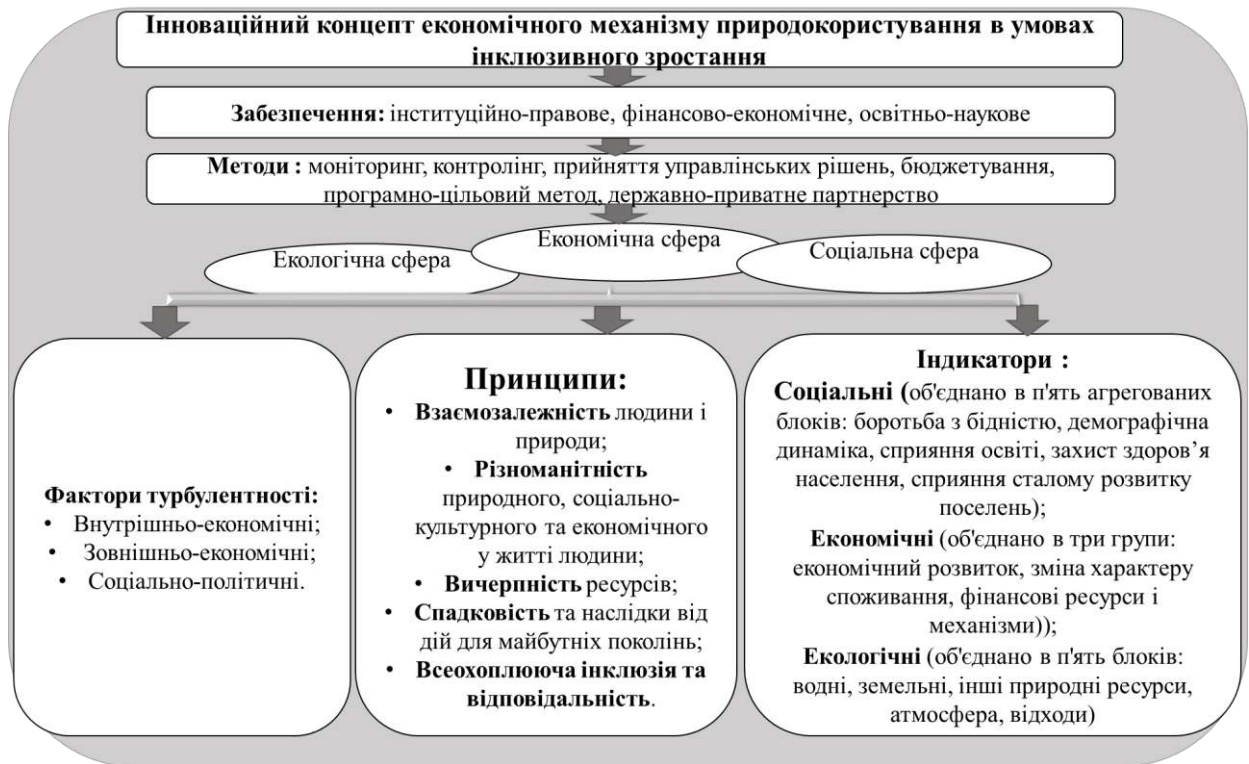 Інноваційний концепт економічного механізму природокористування в умовах
інклюзивного зростання
Забезпечення: інституційно-правове, фінансово-економічне, освітньо-наукове
Методи : моніторинг, контролінг, прийняття управлінських рішень, бюджетування,
програмно-цільовий метод, державно-приватне партнерство
Екологічна сфера
Економічна сфера
Соціальна сфера
Фактори турбулентності:
• Внутрішньо-економічні;
• Зовнішньо-економічні;
• Соціально-політичні.
Принципи:
• Взаємозалежність людини і
природи;
• Різноманітність
природного, соціально-
культурного та економічного
у житті людини;
• Вичерпність ресурсів;
• Спадковість та наслідки від
дій для майбутніх поколінь;
• Всеохоплююча інклюзія та
відповідальність.
Індикатори :
Соціальні (об'єднано в п'ять агрегованих
блоків: боротьба з бідністю, демографічна
динаміка, сприяння освіті, захист здоров’я
населення, сприяння сталому розвитку
поселень);
Економічні (об'єднано в три групи:
економічний розвиток, зміна характеру
споживання, фінансові ресурси і
механізми));
Екологічні (об'єднано в п'ять блоків:
водні, земельні, інші природні ресурси,
атмосфера, відходи)